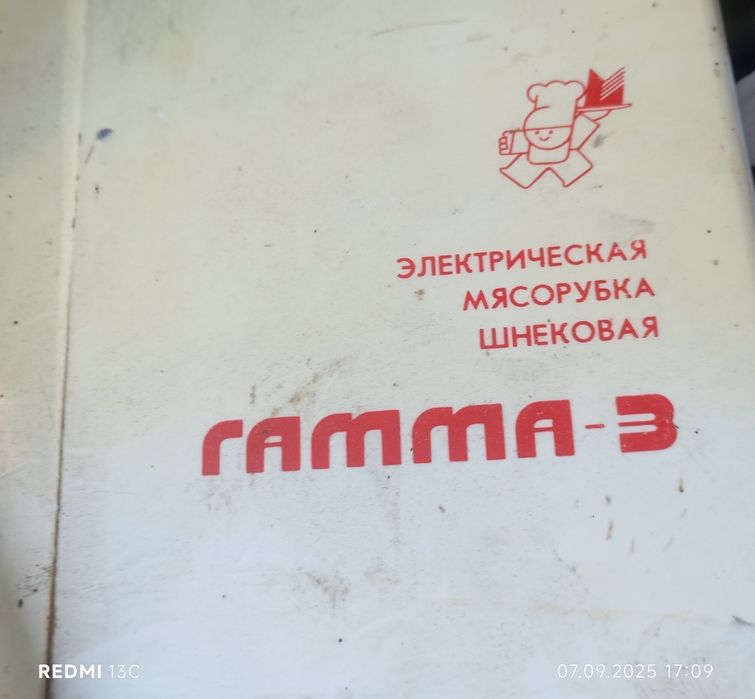 ЭЛЕКТРИЧЕСКАЯ
МЯСОРУБКА
ШНЕКОВАЯ
ГАММА-3
REDMI 13C
07.09.2025 17:09